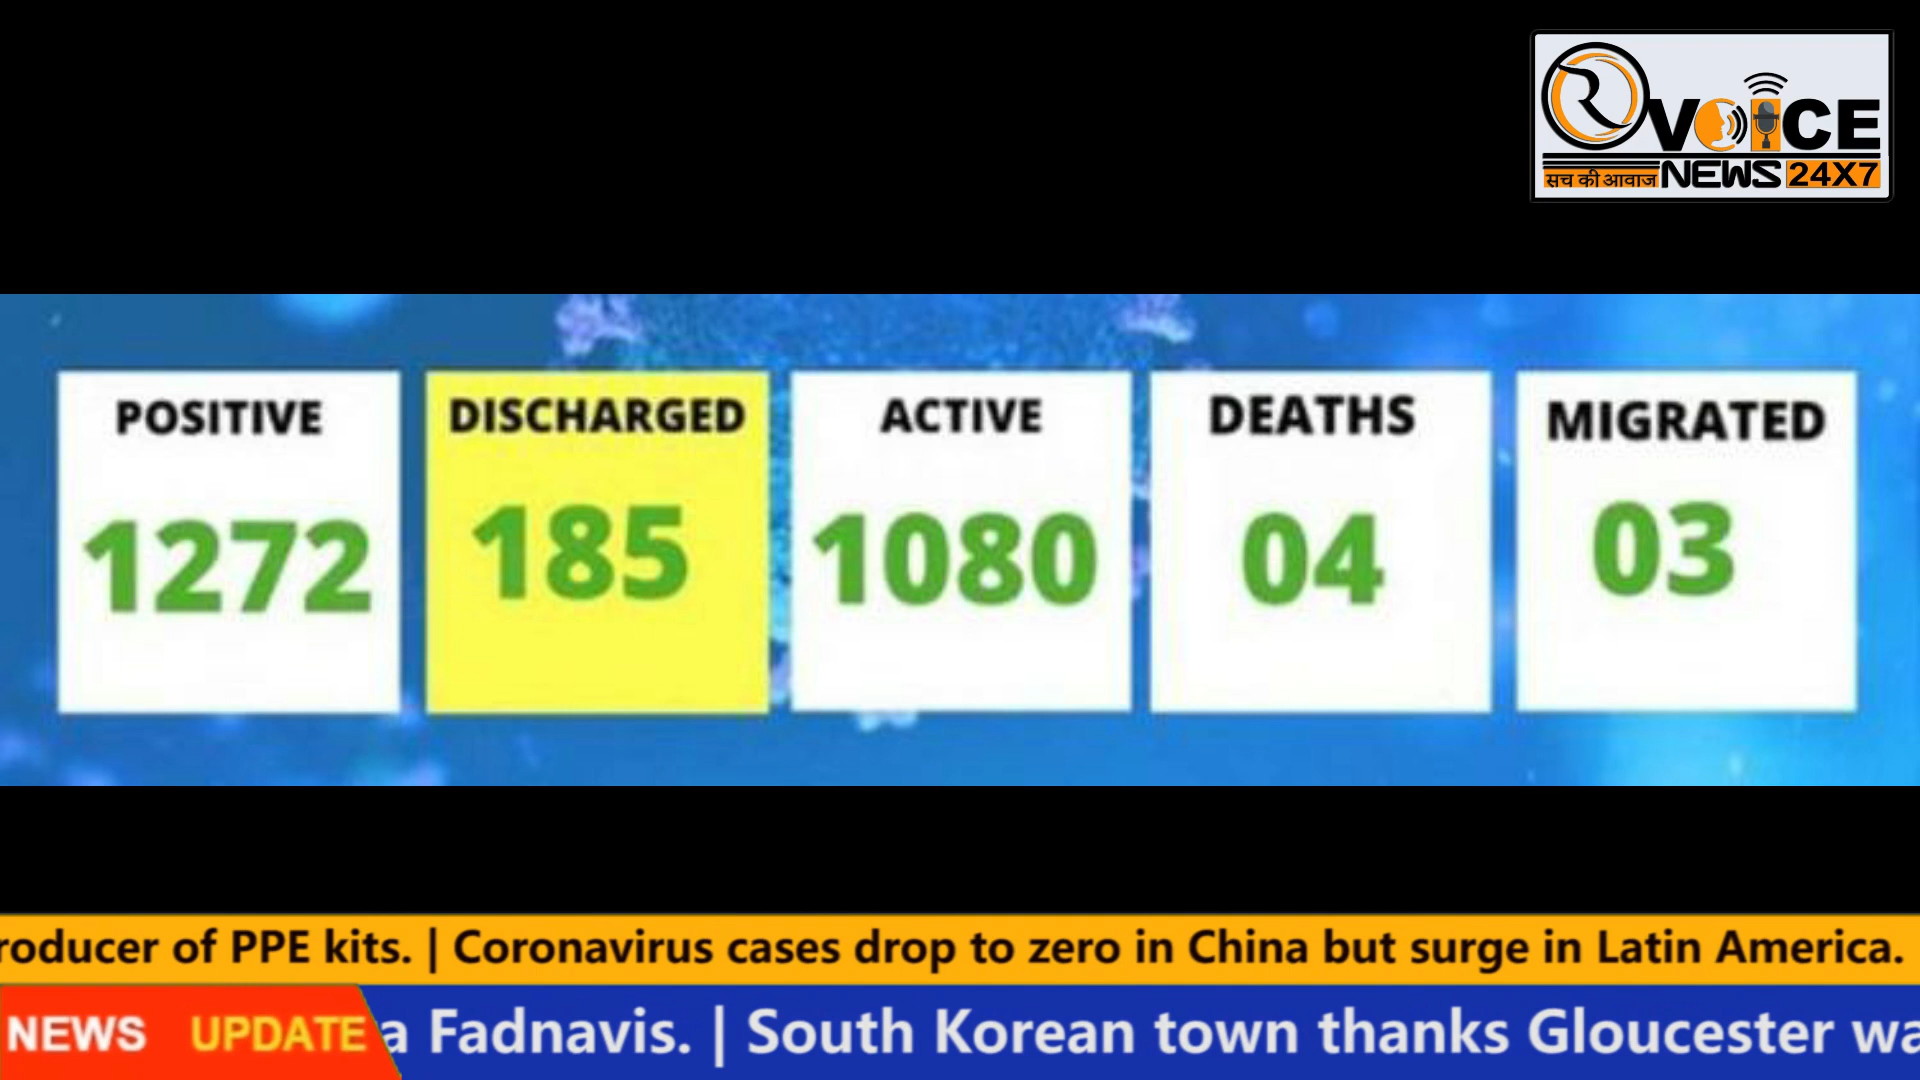 R VOICE
सच की आवाज NEWS 24X7
POSITIVE DISCHARGED ACTIVE DEATHS MIGRATED
1272 185 1080 04 03
roducer of PPE kits. | Coronavirus cases drop to zero in China but surge in Latin America.
NEWS UPDATE a Fadnavis. | South Korean town thanks Gloucester wa